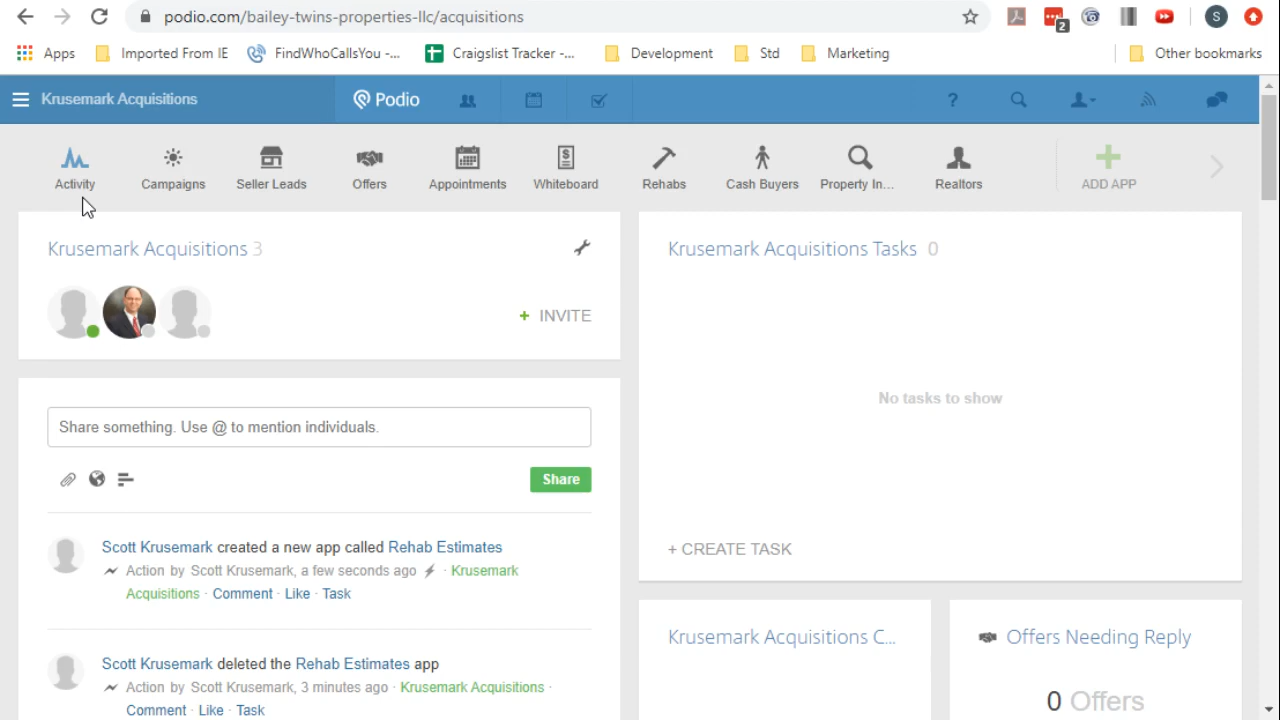 podio.com/bailey-twins-properties-llc/acquisitions
2
S
Apps
Imported From IE
FindWhoCallsYou -...
Craigslist Tracker -...
Development
Std
Marketing
Other bookmarks
Krusemark Acquisitions
Podio
?
Activity
Campaigns
Seller Leads
Offers
Appointments
Whiteboard
Rehabs
Cash Buyers
Property In...
Realtors
ADD APP
Krusemark Acquisitions 3
+ INVITE
Share something. Use @ to mention individuals.
Share
Scott Krusemark created a new app called Rehab Estimates
Action by Scott Krusemark, a few seconds ago · Krusemark
Acquisitions · Comment · Like · Task
Scott Krusemark deleted the Rehab Estimates app
Action by Scott Krusemark, 3 minutes ago · Krusemark Acquisitions ·
Comment · Like · Task
Krusemark Acquisitions Tasks 0
No tasks to show
+ CREATE TASK
Krusemark Acquisitions C...
Offers Needing Reply
0 Offers